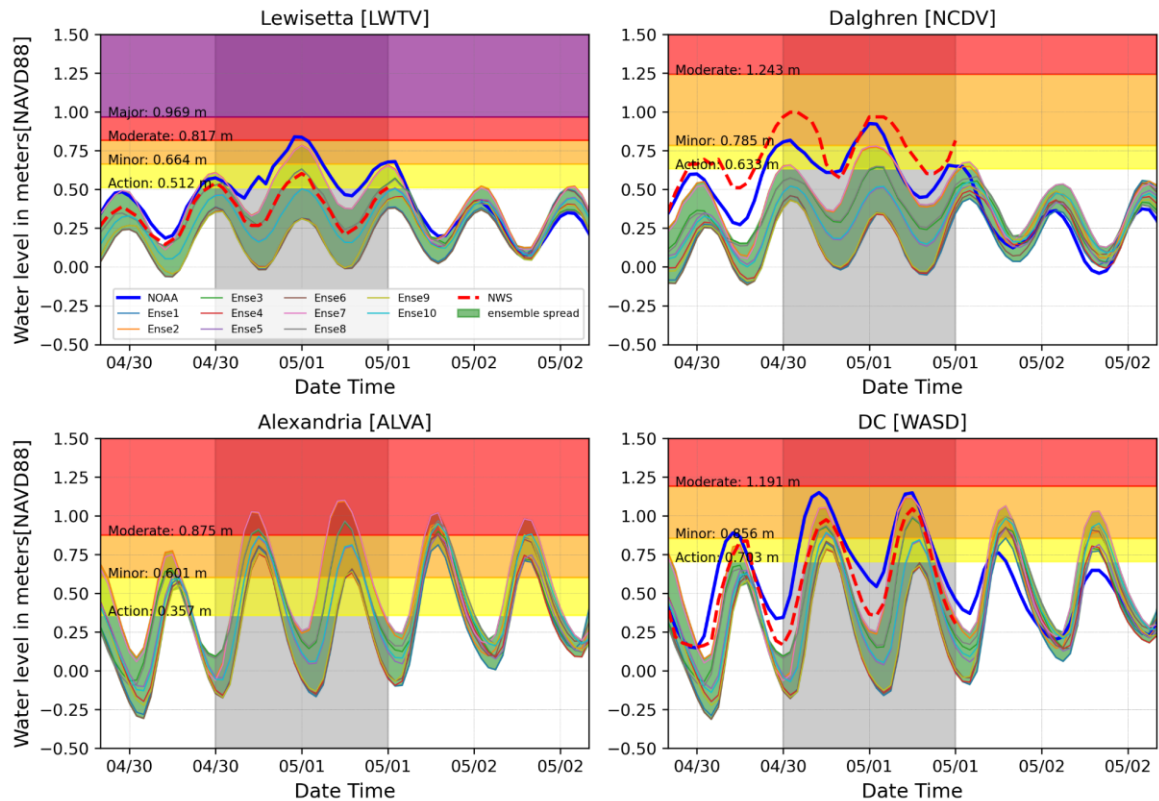 Lewisetta [LWTV]
Water level in meters[NAVD88]
1.50
1.25
1.00
0.75
0.50
0.25
0.00
−0.25
−0.50
Major: 0.969 m
Moderate: 0.817 m
Minor: 0.664 m
Action: 0.512 m
NOAA
Ense1
Ense2
Ense3
Ense4
Ense5
Ense6
Ense7
Ense8
Ense9
Ense10
NWS
ensemble spread
04/30 04/30 05/01 05/01 05/02 05/02
Date Time
Dalghren [NCDV]
1.50
1.25
1.00
0.75
0.50
0.25
0.00
−0.25
−0.50
Moderate: 1.243 m
Minor: 0.785 m
Action: 0.633 m
04/30 04/30 05/01 05/01 05/02 05/02
Date Time
Alexandria [ALVA]
Water level in meters[NAVD88]
1.50
1.25
1.00
0.75
0.50
0.25
0.00
−0.25
−0.50
Moderate: 0.875 m
Minor: 0.601 m
Action: 0.357 m
04/30 04/30 05/01 05/01 05/02 05/02
Date Time
DC [WASD]
1.50
1.25
1.00
0.75
0.50
0.25
0.00
−0.25
−0.50
Moderate: 1.191 m
Minor: 0.856 m
Action: 0.703 m
04/30 04/30 05/01 05/01 05/02 05/02
Date Time